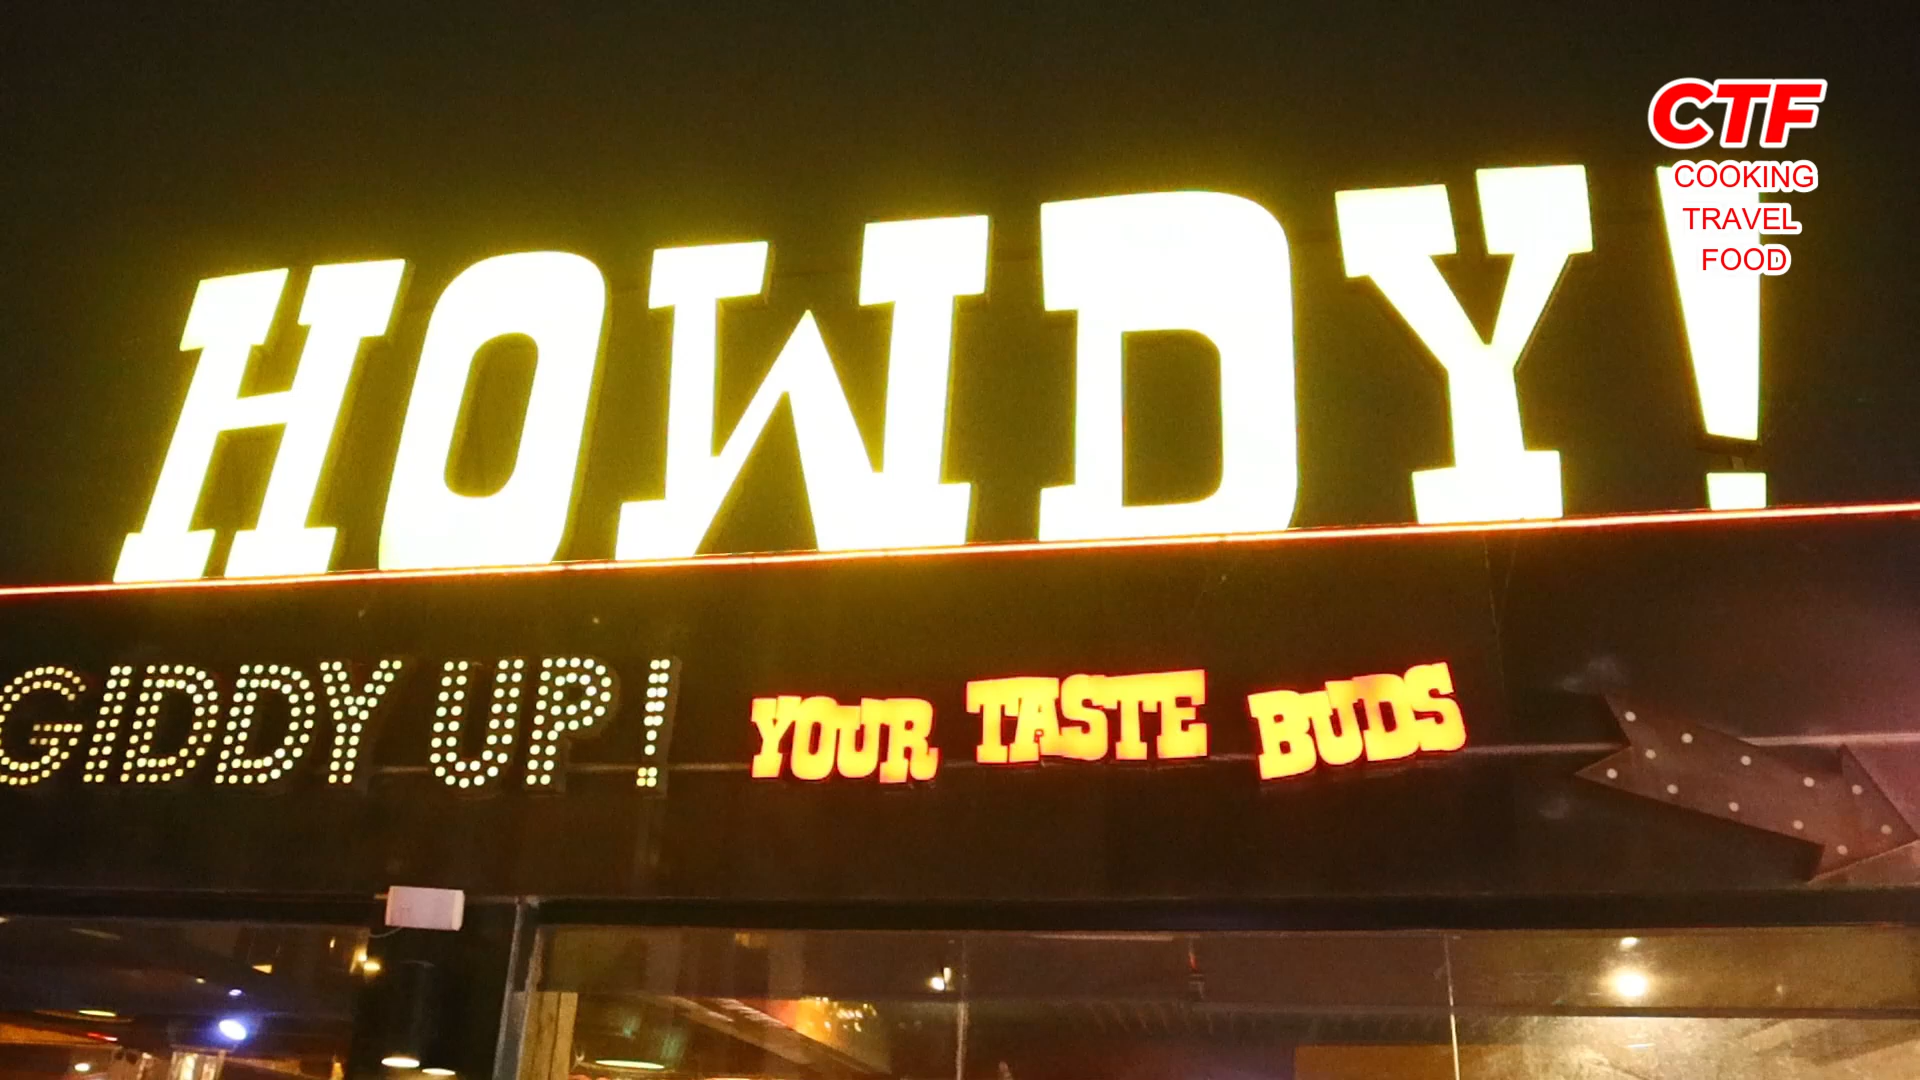 CTF
COOKING
TRAVEL
FOOD
HOWDY!
GIDDY UP! YOUR TASTE BUDS